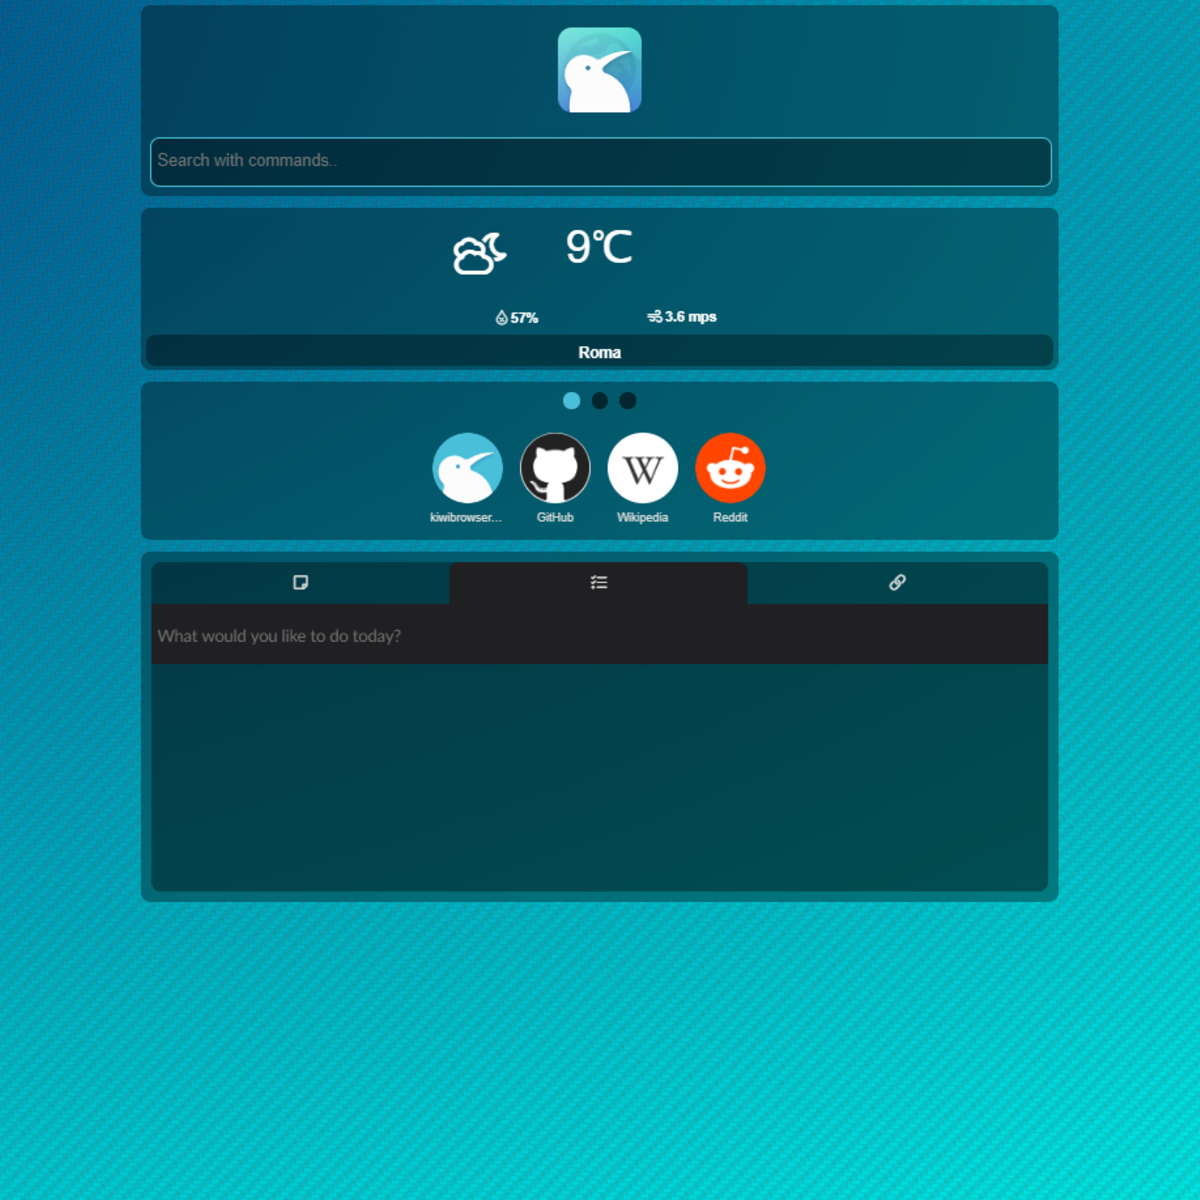 Search with commands..
9°C
57%
3.6 mps
Roma
W
kiwibrowser...
GitHub
Wikipedia
Reddit
What would you like to do today?